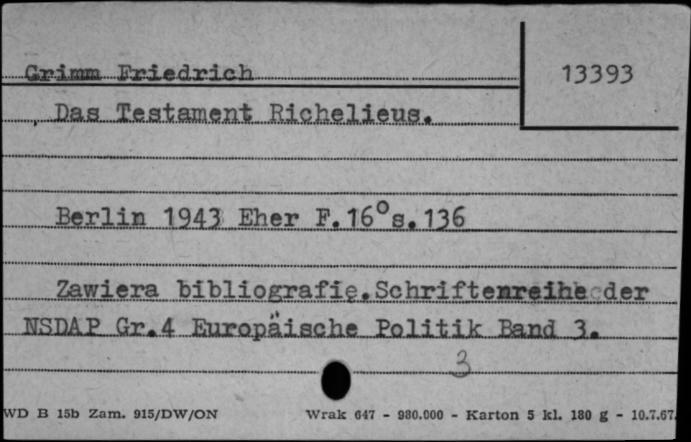 Grimm Friedrich
13393
Das Testament Richelieus.
Berlin 1943 Eher F.16° s.136
Zawiera bibliografię. Schriftenreihe der
NSDAP Gr.4 Europäische Politik Band 3.
3
WD B 15b Zam. 915/DW/ON Wrak 647 - 980.000 - Karton 5 kl. 180 g - 10.7.67